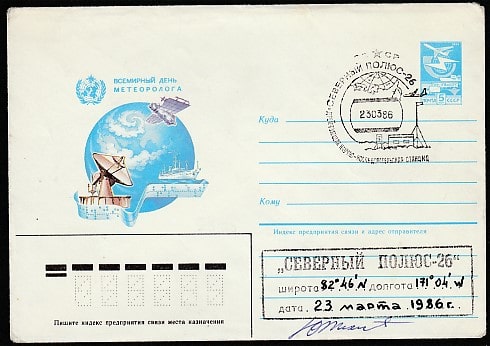 ВСЕМИРНЫЙ ДЕНЬ
МЕТЕОРОЛОГА
СССР
СЕВЕРНЫЙ ПОЛЮС-26
23 03 86
СТАНЦИЯ
ПОЧТА 5 СССР
Куда
Кому
Индекс предприятия связи и адрес отправителя
„СЕВЕРНЫЙ ПОЛЮС-26"
широта 82°46'N долгота 171°04'.W
дата. 23 марта 1986г.
Пишите индекс предприятия связи места назначения